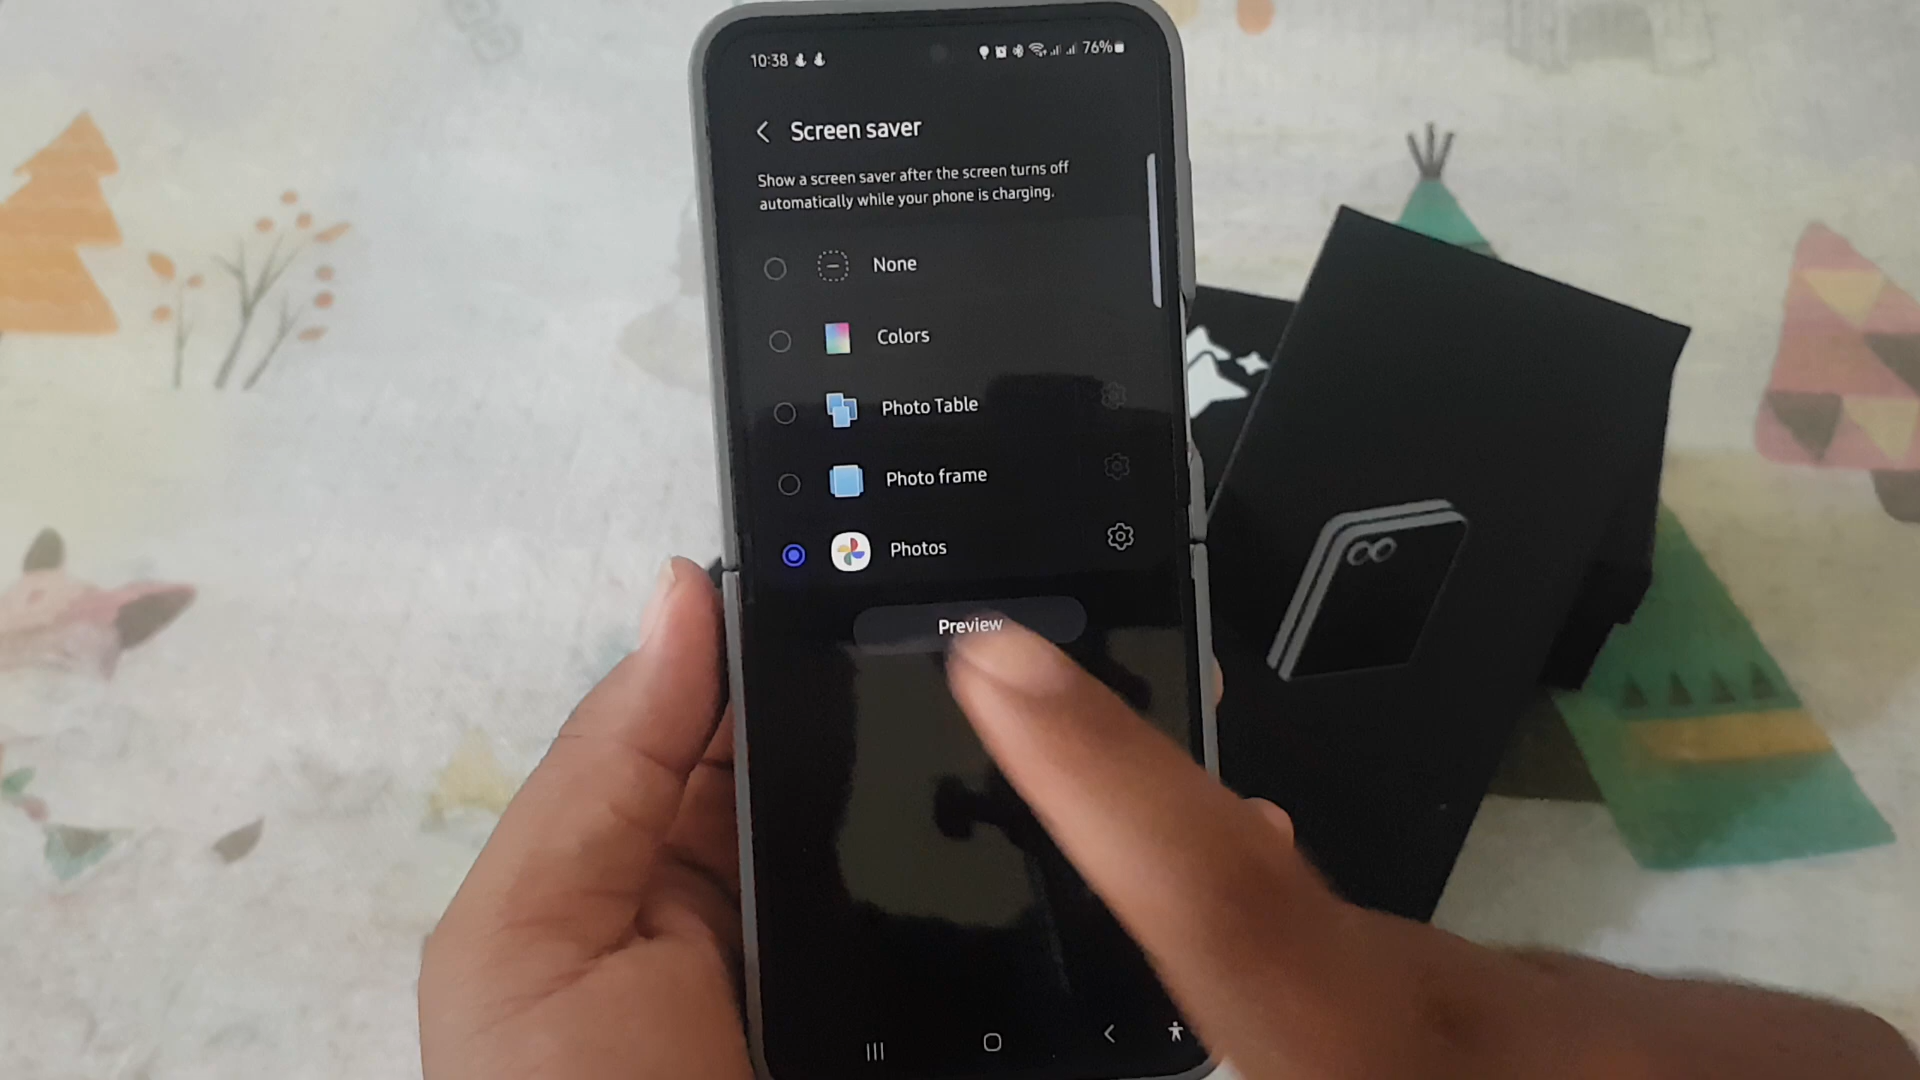 10:38
76%
Screen saver
Show a screen saver after the screen turns off
automatically while your phone is charging.
None
Colors
Photo Table
Photo frame
Photos
Preview